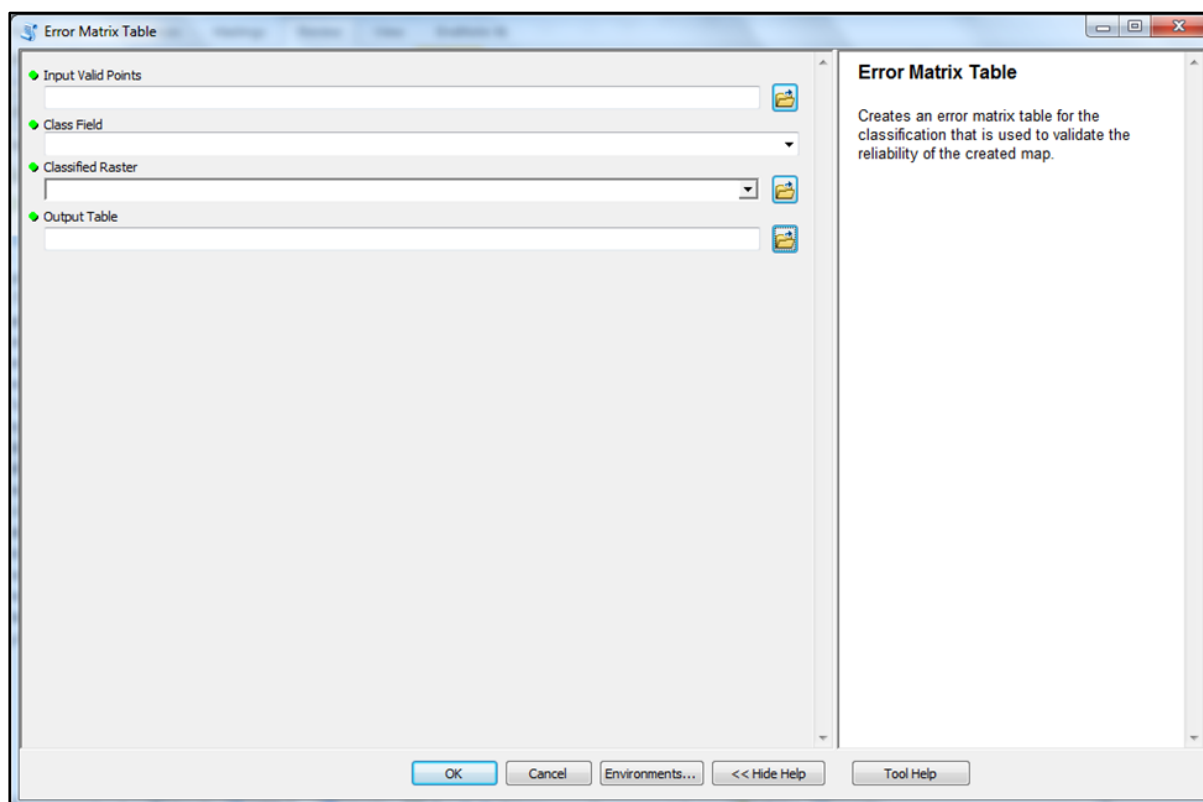 Error Matrix Table
Input Valid Points
Class Field
Classified Raster
Output Table
Error Matrix Table
Creates an error matrix table for the
classification that is used to validate the
reliability of the created map.
OK
Cancel
Environments...
<< Hide Help
Tool Help